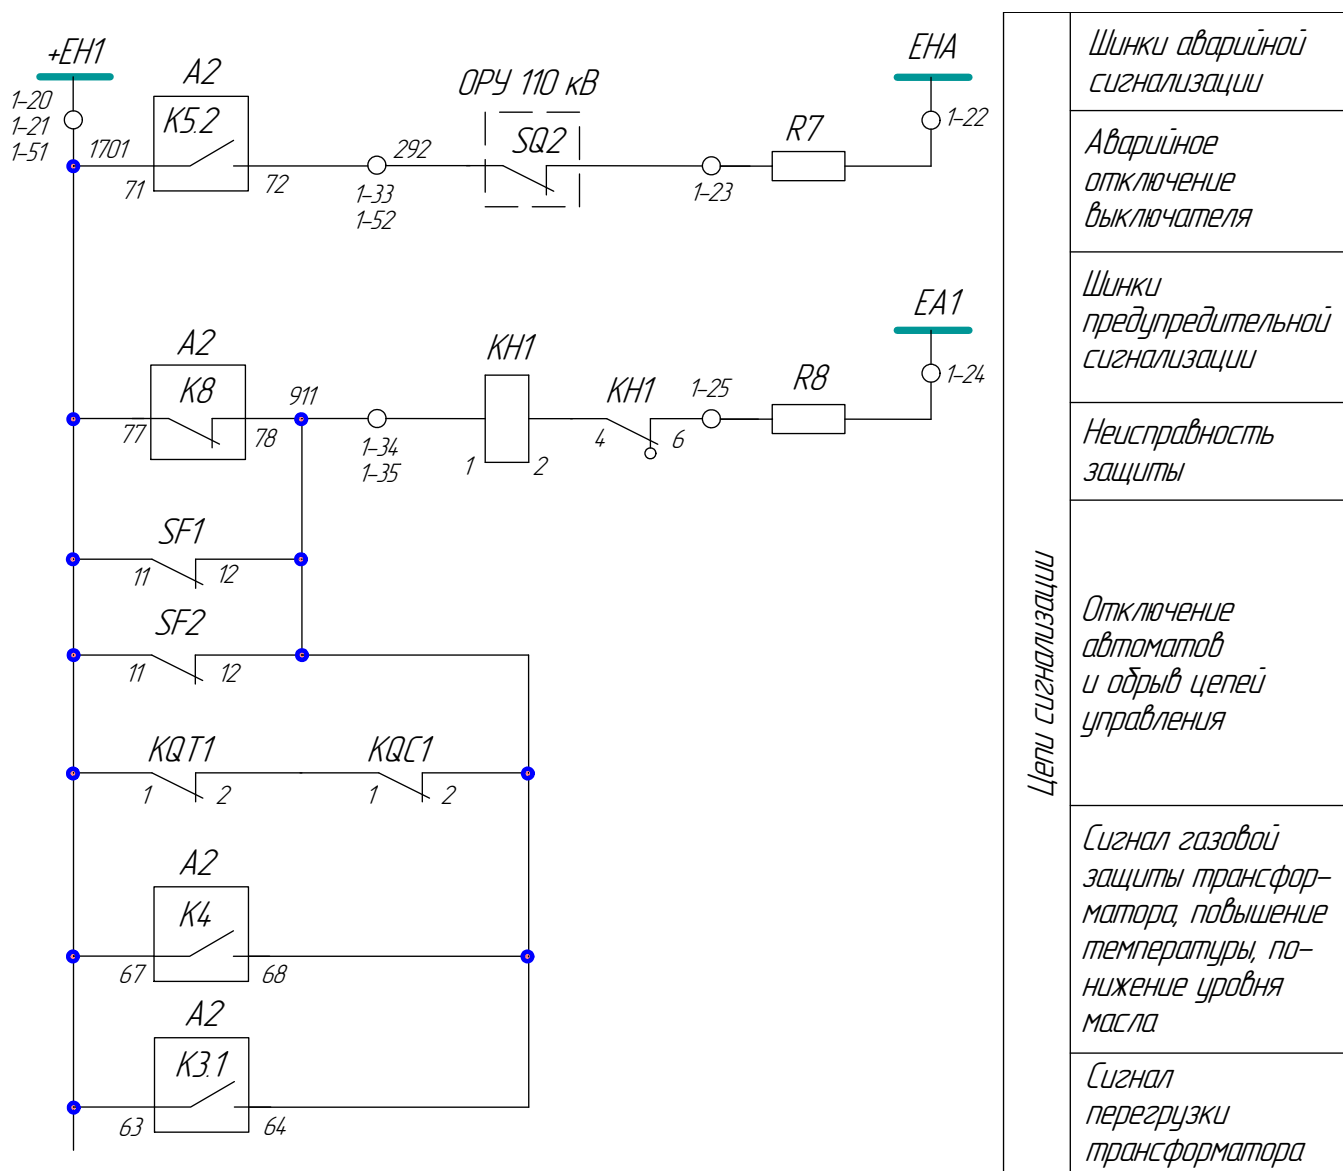 +EH1
1-20
1-21
1-51
1701
A2
K5.2
71
72
1-33
1-52
292
ОРУ 110 кВ
SQ2
1-23
R7
EHA
1-22
A2
K8
77
78
911
1-34
1-35
KH1
1
2
KH1
4
6
1-25
R8
EA1
1-24
SF1
11
12
SF2
11
12
KQT1
1
2
KQC1
1
2
A2
K4
67
68
A2
K3.1
63
64
Цепи сигнализации
Шинки аварийной
сигнализации
Аварийное
отключение
выключателя
Шинки
предупредительной
сигнализации
Неисправность
защиты
Отключение
автоматов
и обрыв цепей
управления
Сигнал газовой
защиты трансфор-
матора, повышение
температуры, по-
нижение уровня
масла
Сигнал
перегрузки
трансформатора